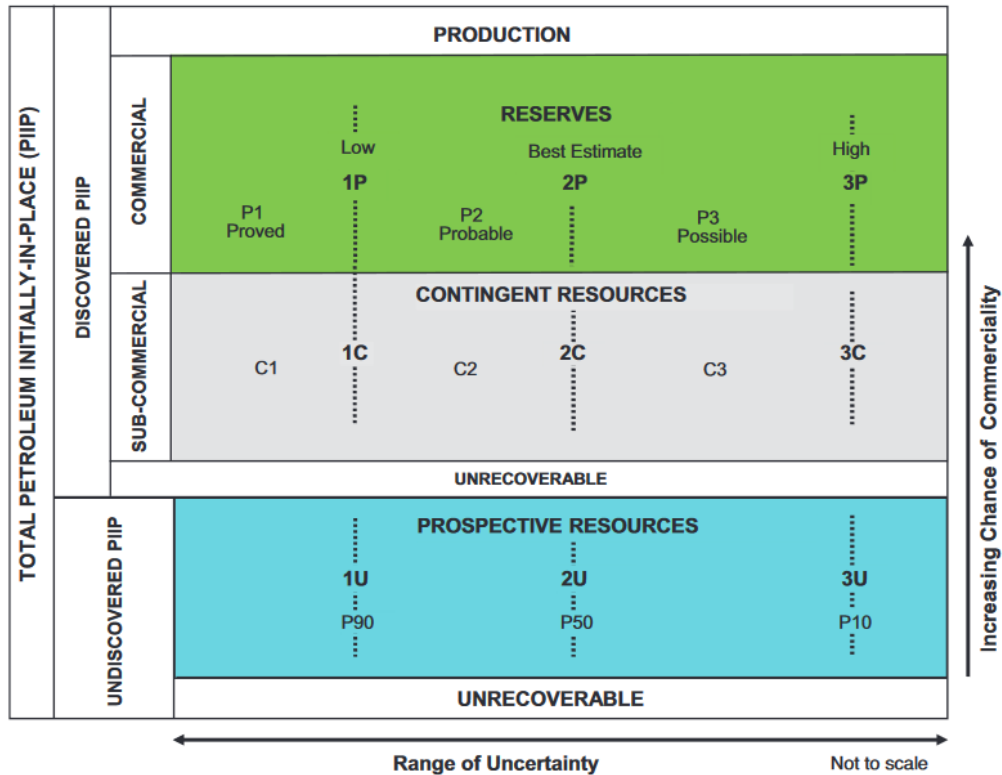 TOTAL PETROLEUM INITIALLY-IN-PLACE (PIIP)
DISCOVERED PIIP
UNDISCOVERED PIIP
COMMERCIAL
SUB-COMMERCIAL
PRODUCTION
RESERVES
Low
Best Estimate
High
1P
2P
3P
P1
Proved
P2
Probable
P3
Possible
CONTINGENT RESOURCES
1C
2C
3C
C1
C2
C3
UNRECOVERABLE
PROSPECTIVE RESOURCES
1U
2U
3U
P90
P50
P10
UNRECOVERABLE
Increasing Chance of Commerciality
Range of Uncertainty
Not to scale